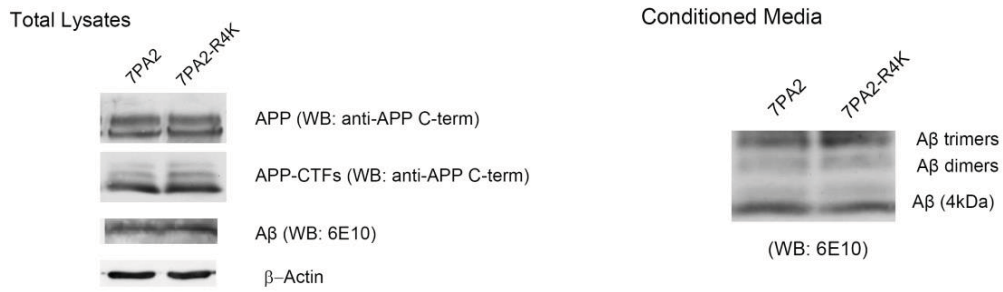 Total Lysates
7PA2
7PA2-R4K
APP (WB: anti-APP C-term)
APP-CTFs (WB: anti-APP C-term)
Aβ (WB: 6E10)
β–Actin
Conditioned Media
7PA2
7PA2-R4K
Aβ trimers
Aβ dimers
Aβ (4kDa)
(WB: 6E10)